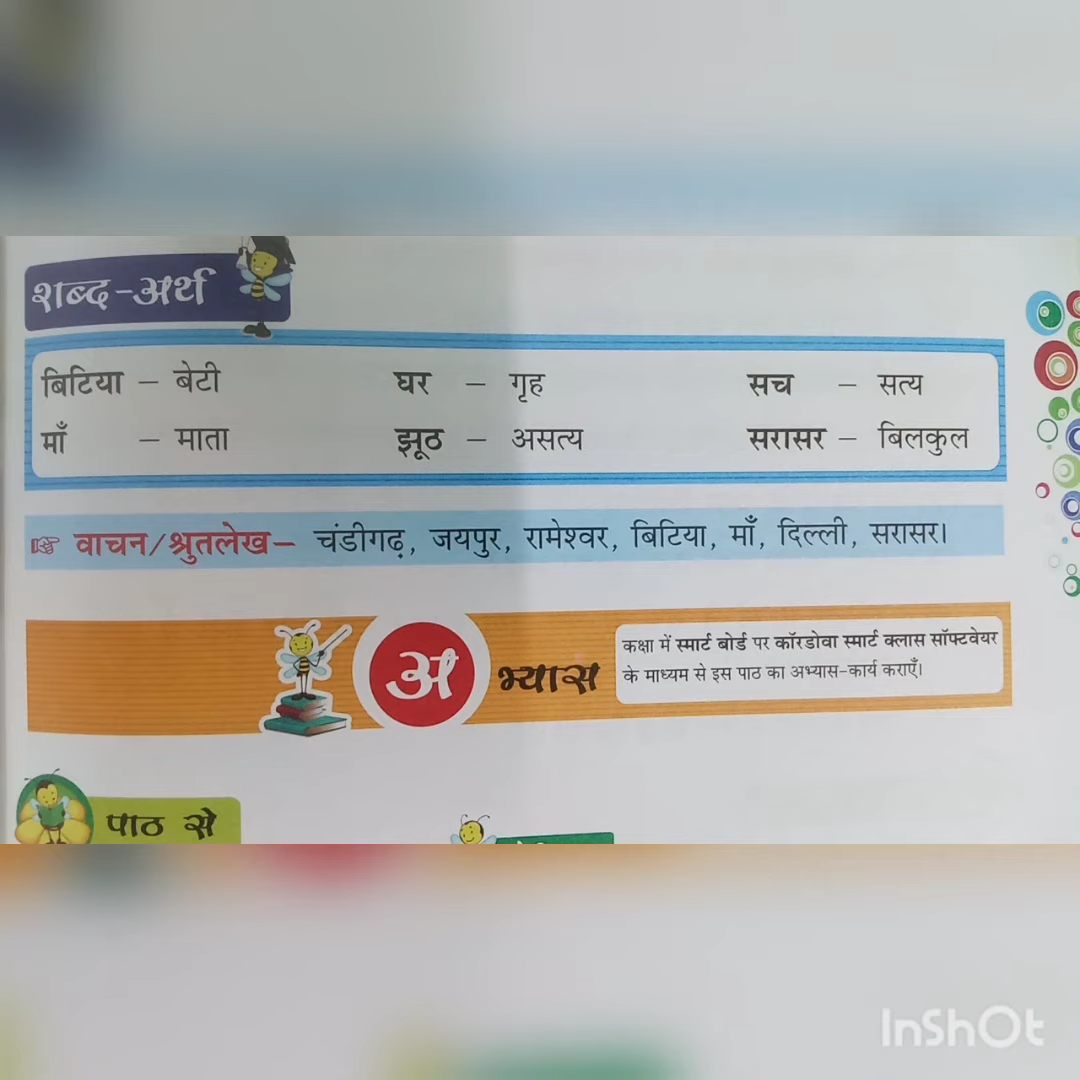 शब्द-अर्थ
बिटिया – बेटी घर – गृह सच – सत्य
माँ – माता झूठ – असत्य सरासर – बिलकुल
वाचन/श्रुतलेख– चंडीगढ़, जयपुर, रामेश्वर, बिटिया, माँ, दिल्ली, सरासर।
अभ्यास
कक्षा में स्मार्ट बोर्ड पर कॉरडोवा स्मार्ट क्लास सॉफ्टवेयर
के माध्यम से इस पाठ का अभ्यास-कार्य कराएँ।
पाठ से
InShOt